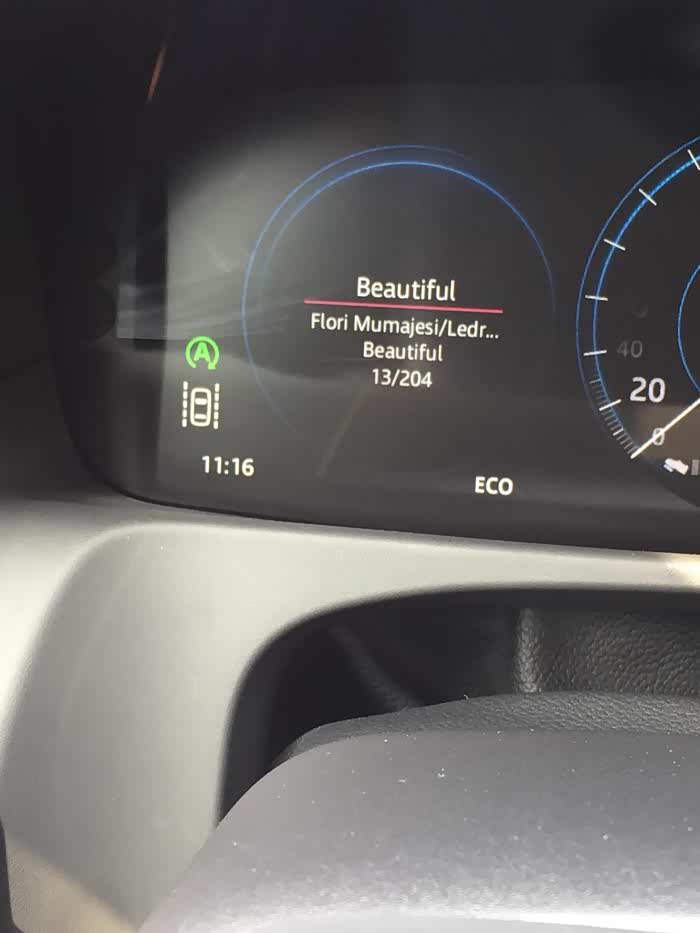 Beautiful
Flori Mumajesi/Ledr...
Beautiful
13/204
A
11:16
ECO
40
20
0